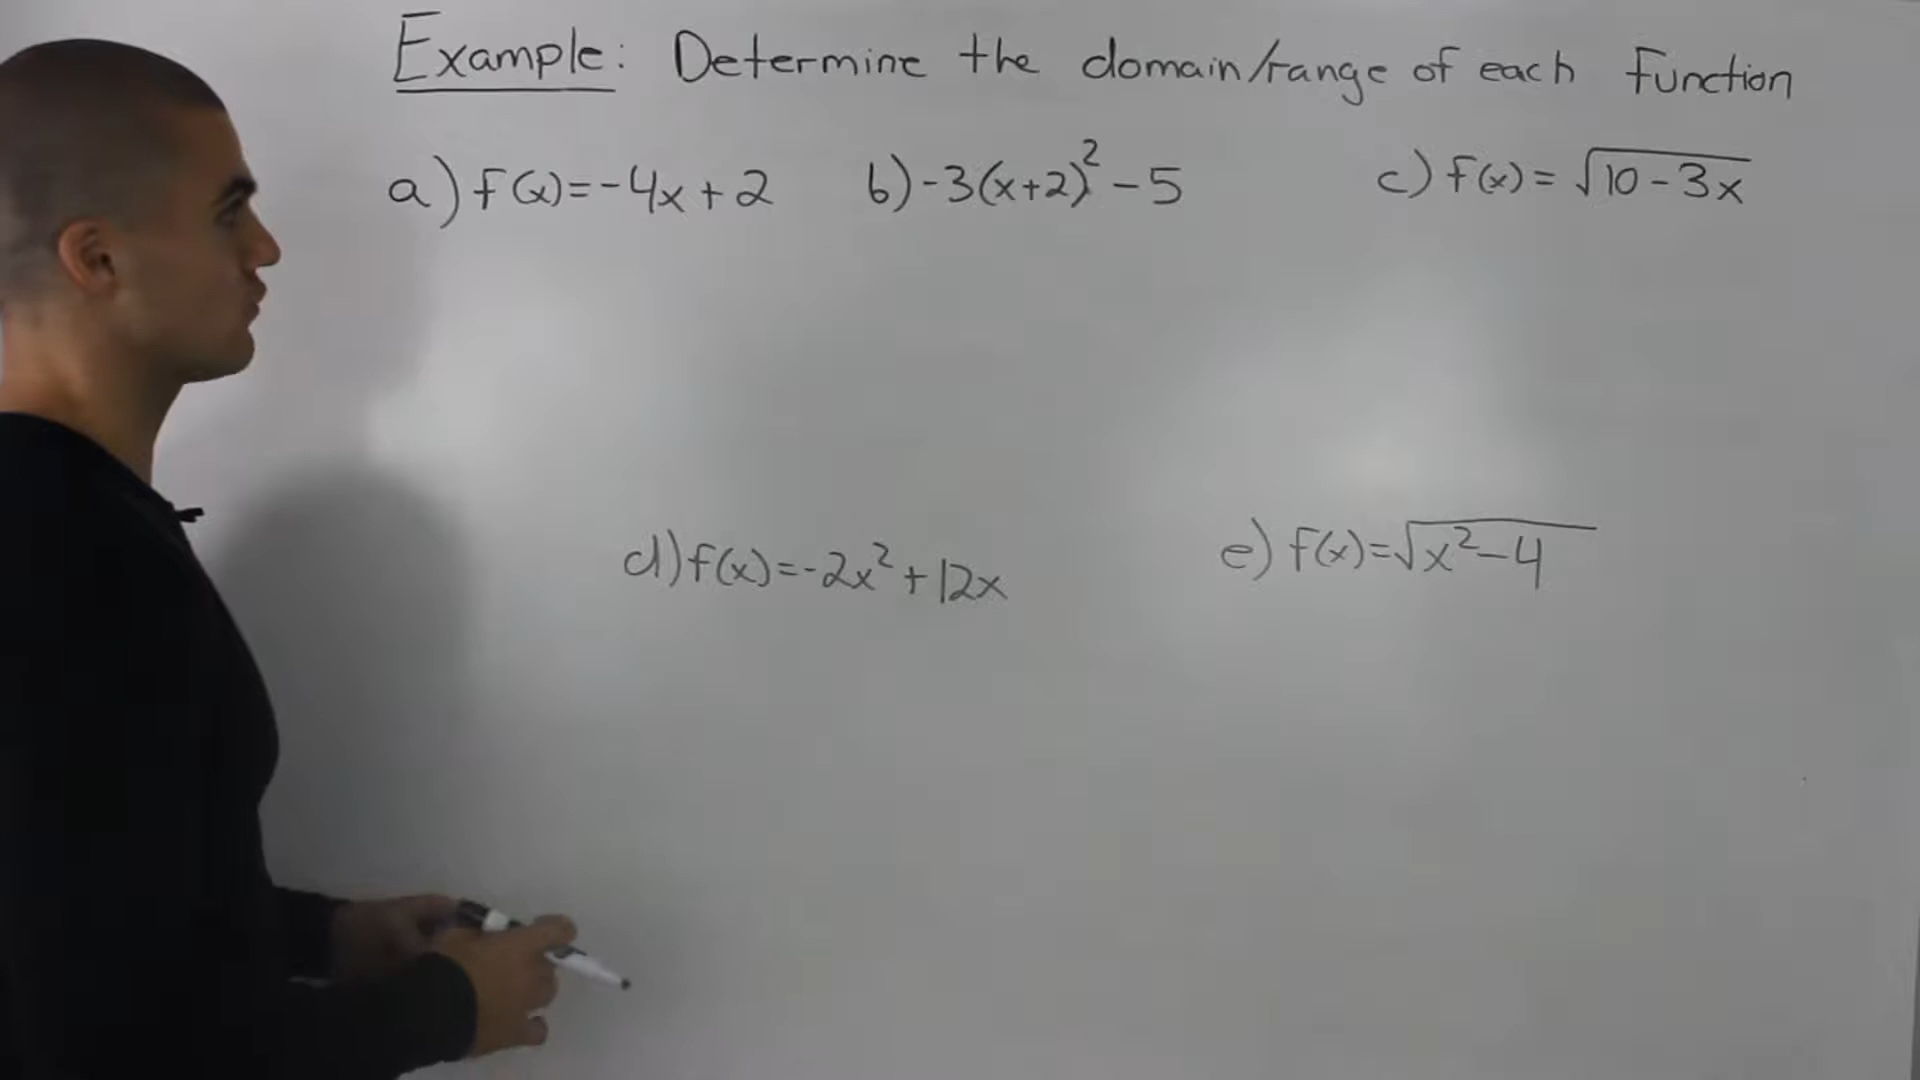 Example: Determine the domain/range of each function
a) f(x)=-4x+2 b)-3(x+2)²-5 c) f(x)=√10-3x
d) f(x)=-2x²+12x e) f(x)=√x²-4